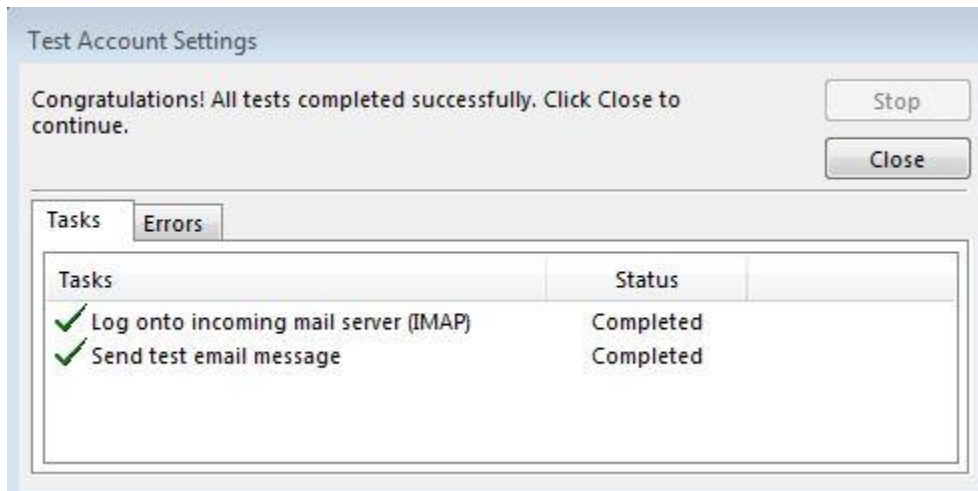 Test Account Settings
Congratulations! All tests completed successfully. Click Close to
continue.
Stop
Close
Tasks
Errors
Tasks Status
Log onto incoming mail server (IMAP) Completed
Send test email message Completed